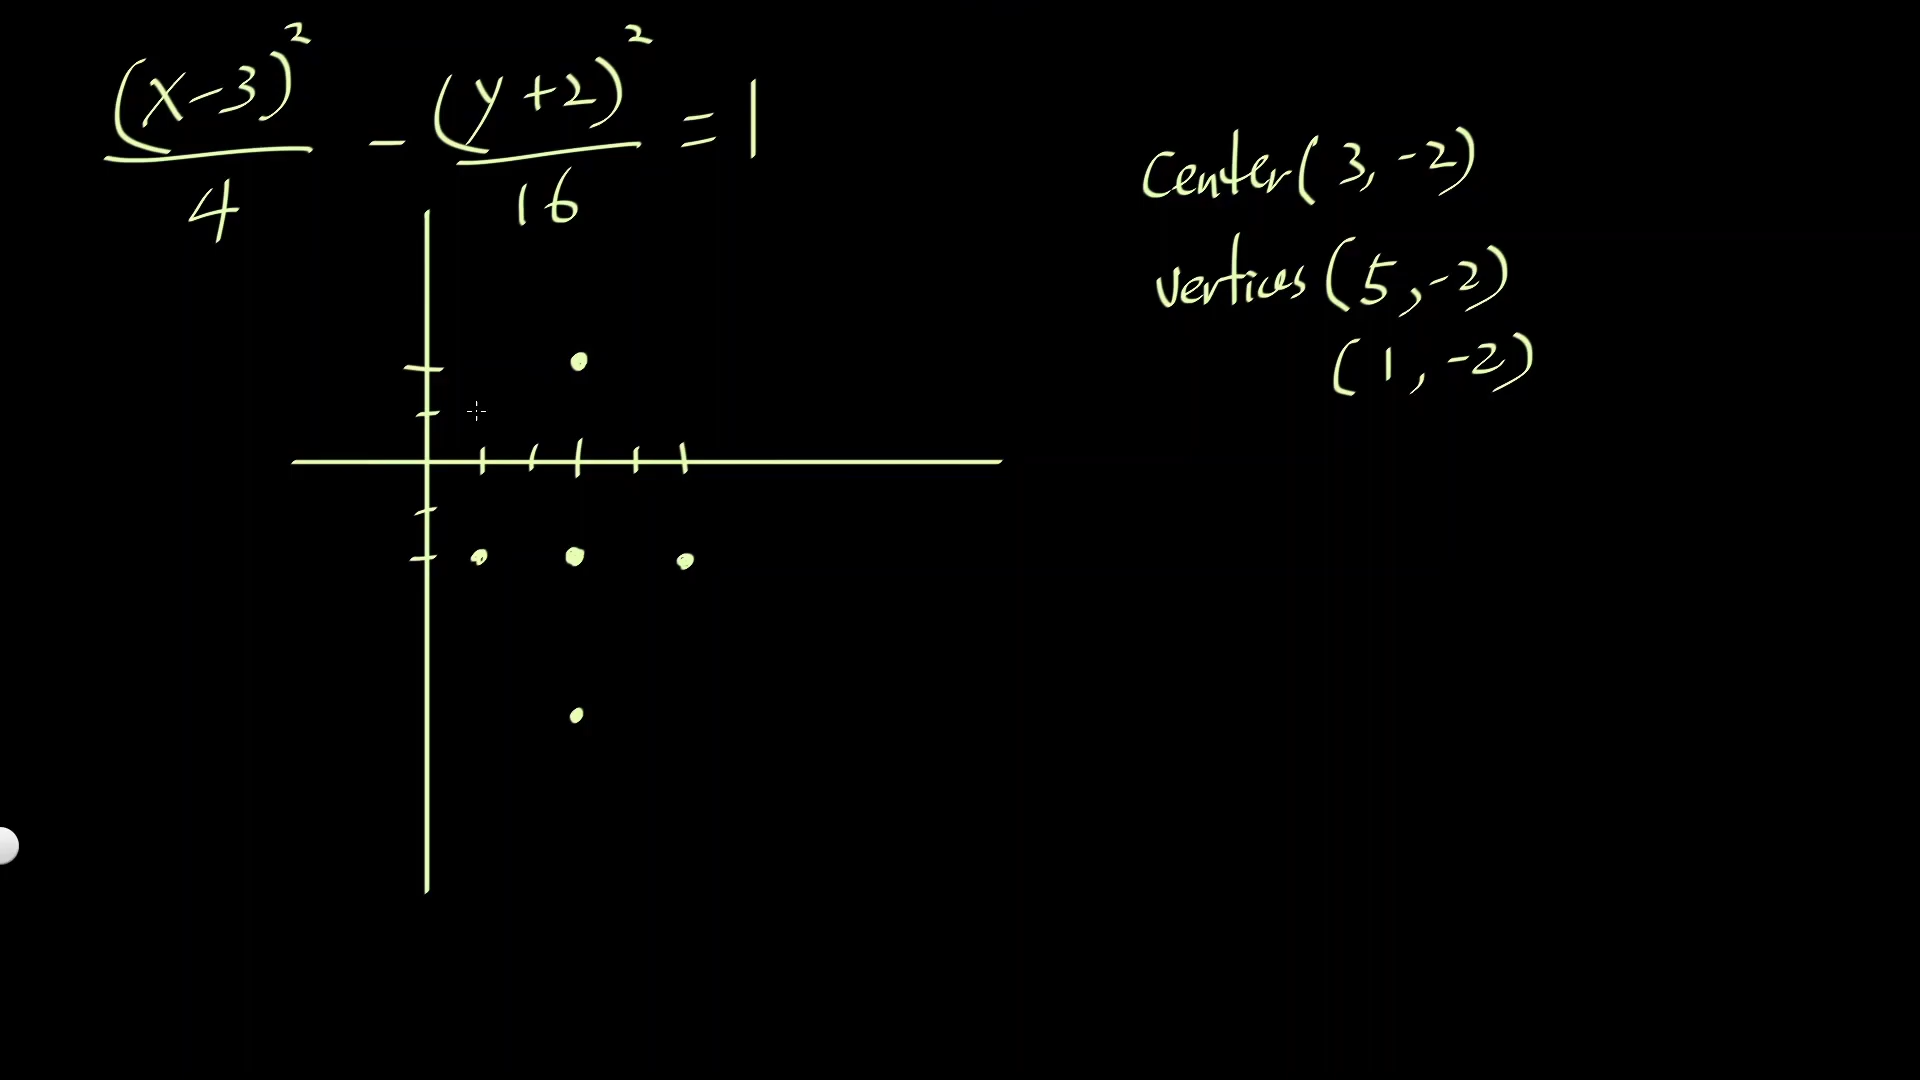 (x-3)²/4 - (y+2)²/16 = 1
Center (3, -2)
Vertices (5, -2)
(1, -2)